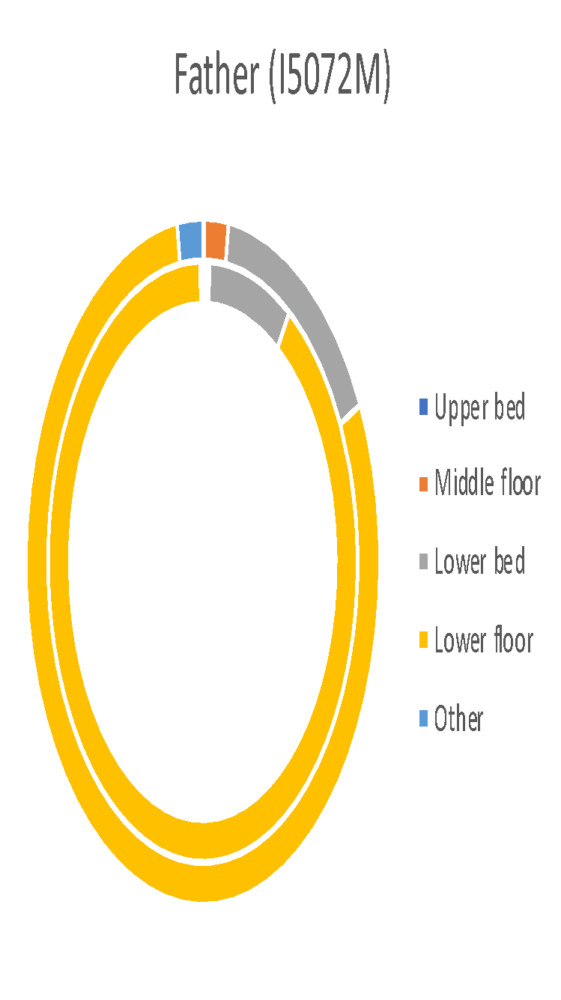 Father (I5072M)
Upper bed
Middle floor
Lower bed
Lower floor
Other